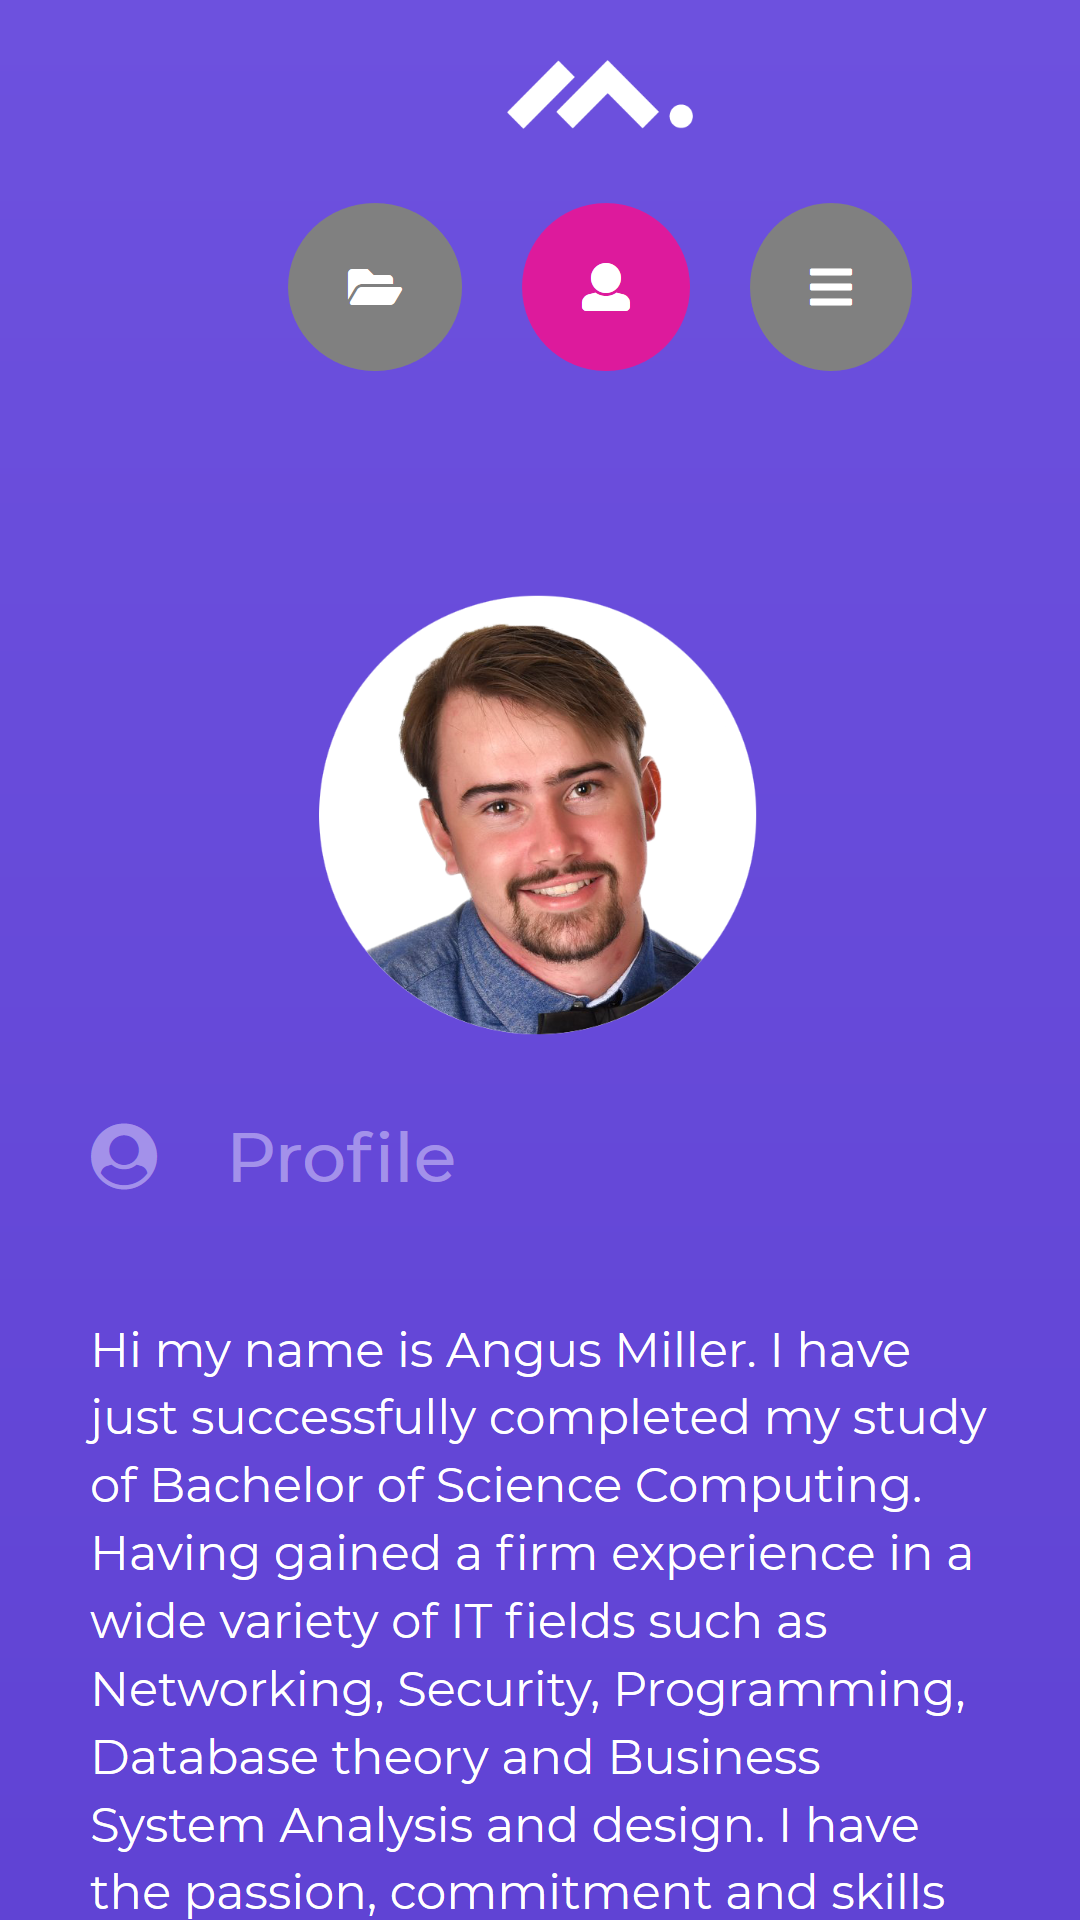 Profile
Hi my name is Angus Miller. I have
just successfully completed my study
of Bachelor of Science Computing.
Having gained a firm experience in a
wide variety of IT fields such as
Networking, Security, Programming,
Database theory and Business
System Analysis and design. I have
the passion, commitment and skills